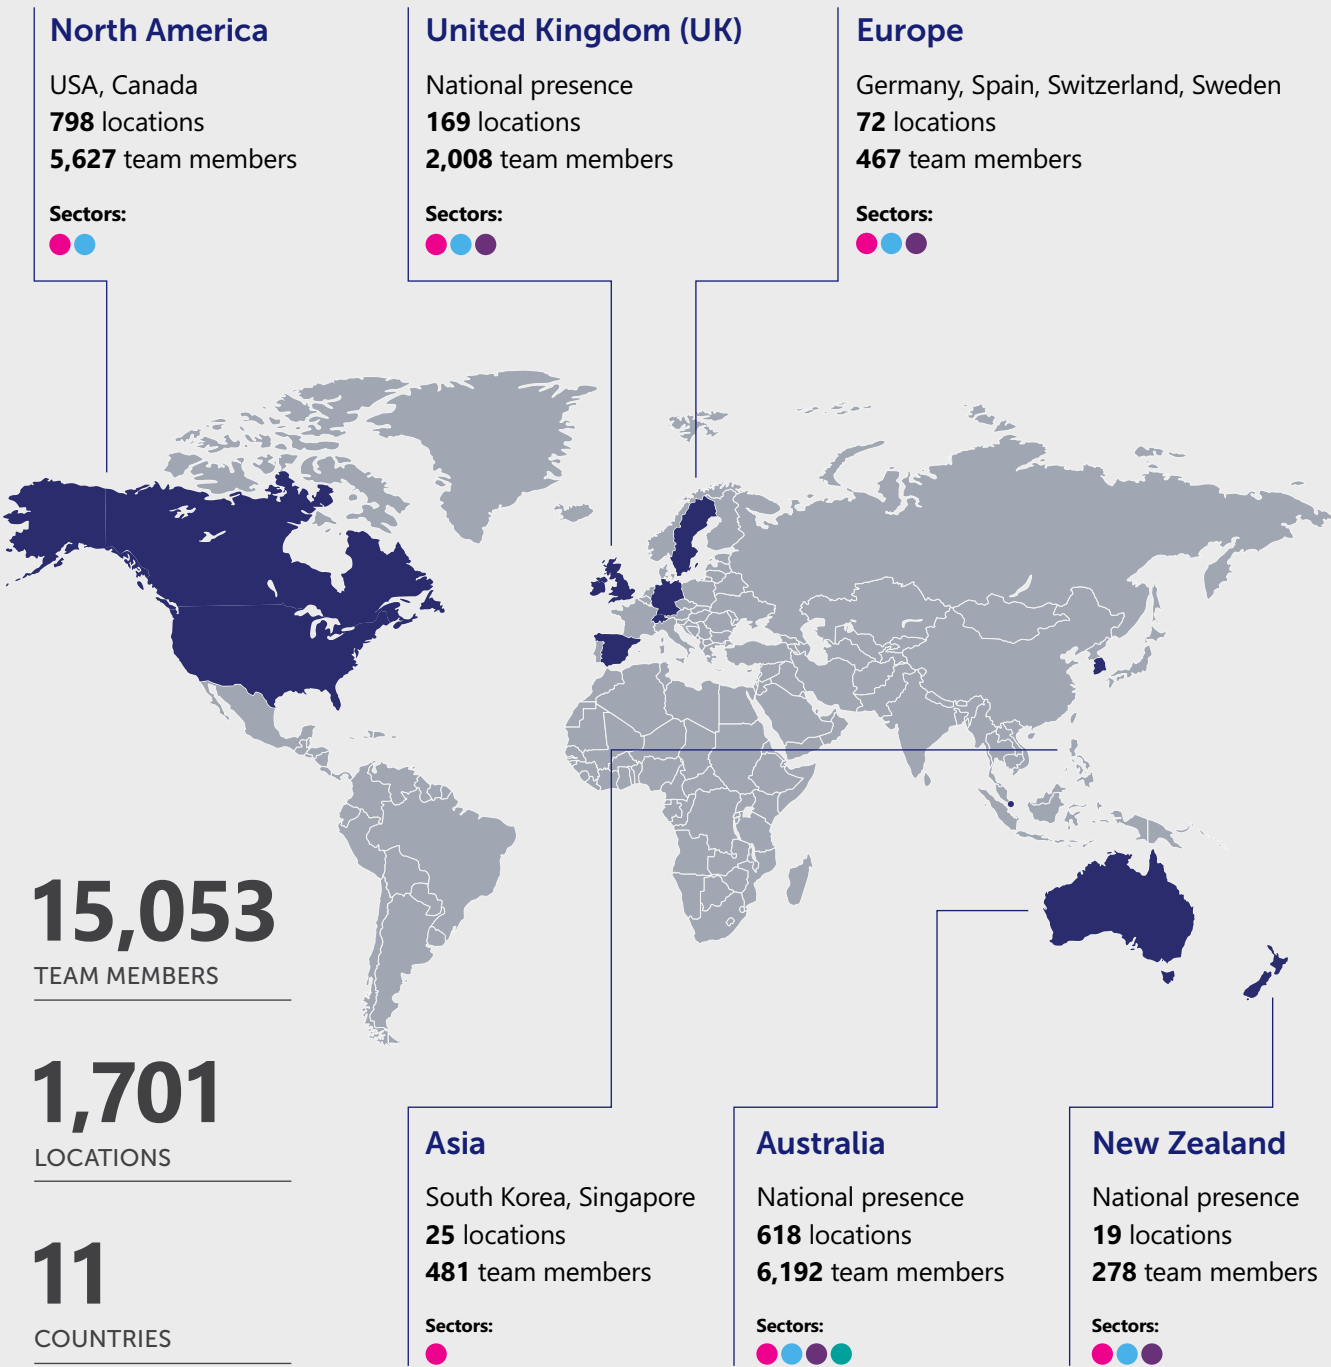 North America
USA, Canada
798 locations
5,627 team members
Sectors:
United Kingdom (UK)
National presence
169 locations
2,008 team members
Sectors:
Europe
Germany, Spain, Switzerland, Sweden
72 locations
467 team members
Sectors:
15,053
TEAM MEMBERS
1,701
LOCATIONS
11
COUNTRIES
Asia
South Korea, Singapore
25 locations
481 team members
Sectors:
Australia
National presence
618 locations
6,192 team members
Sectors:
New Zealand
National presence
19 locations
278 team members
Sectors: